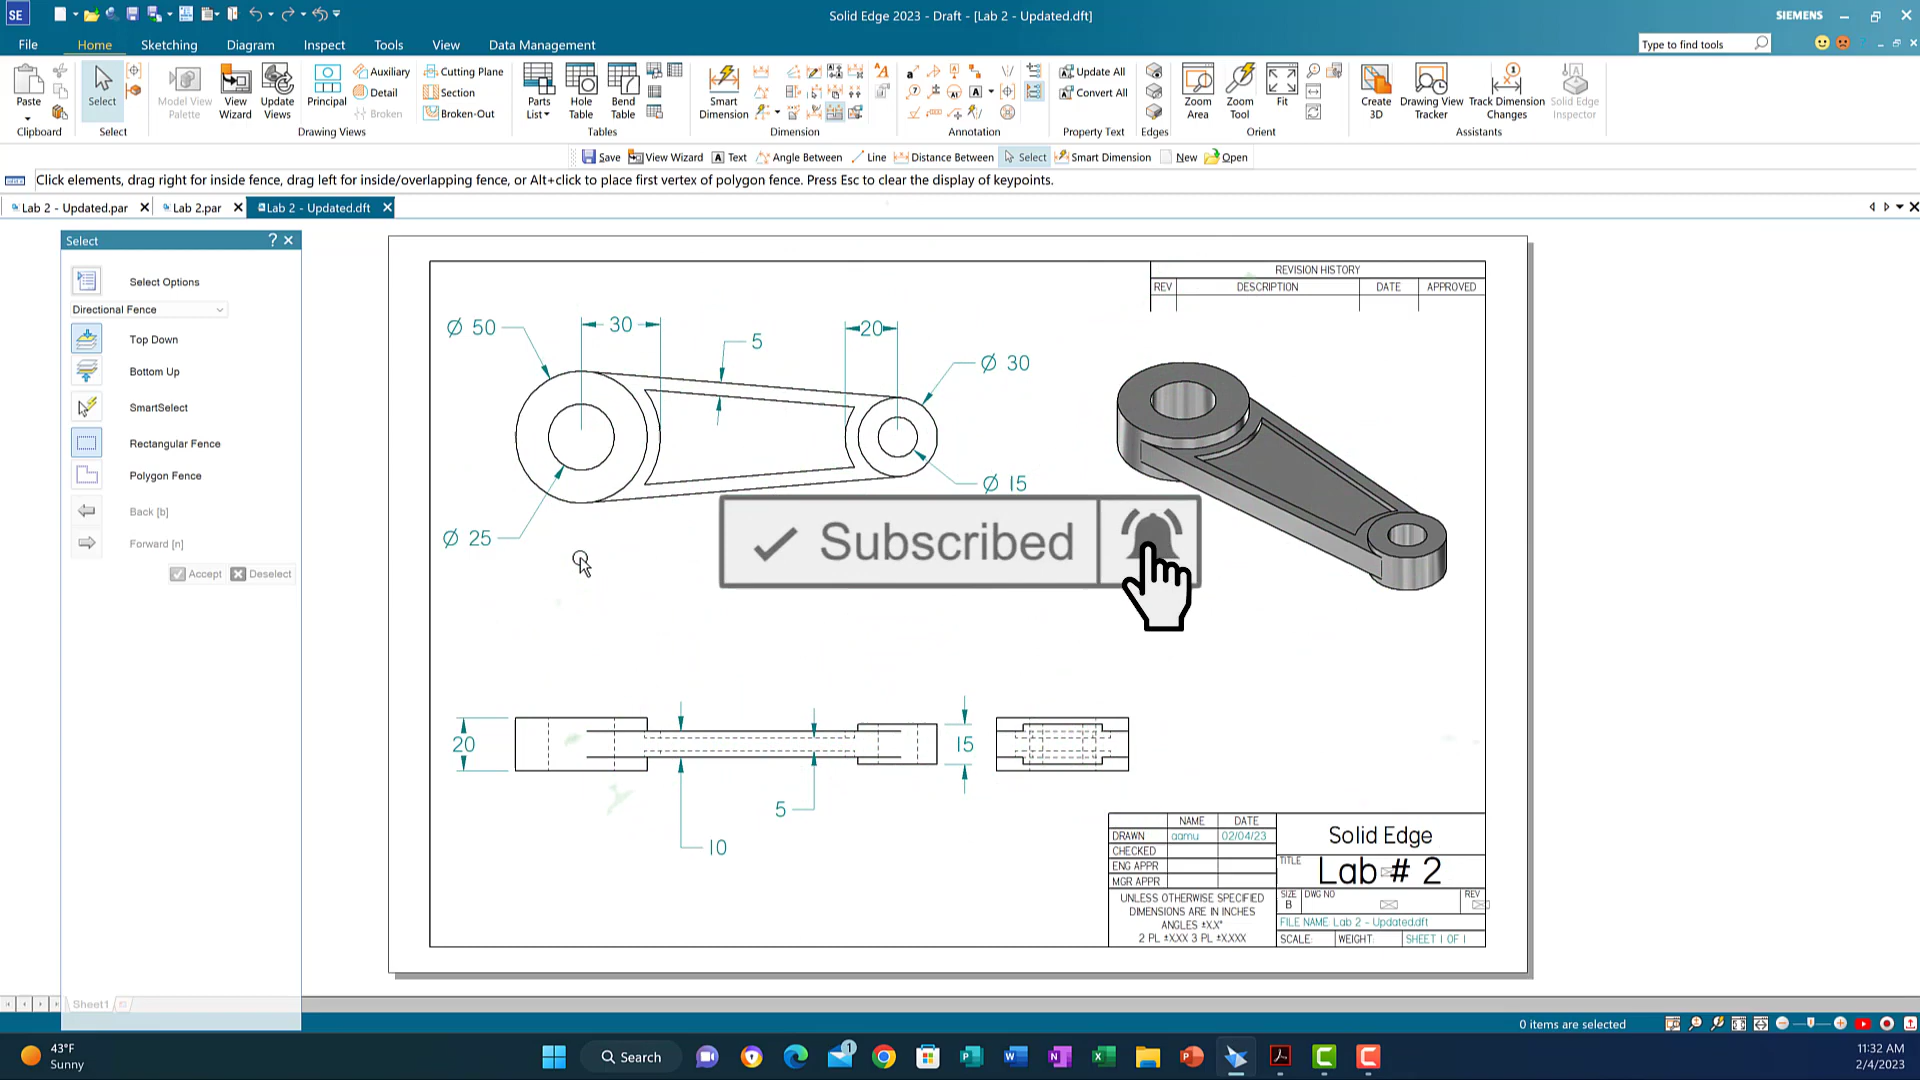 SE
Solid Edge 2023 - Draft - [Lab 2 - Updated.dft]
SIEMENS
File Home Sketching Diagram Inspect Tools View Data Management
Type to find tools
Paste
Clipboard
Select
Select
Model View Palette
View Wizard
Update Views
Principal
Auxiliary
Detail
Broken
Cutting Plane
Section
Broken-Out
Drawing Views
Parts List
Hole Table
Bend Table
Tables
Smart Dimension
Dimension
Annotation
Update All
Convert All
Property Text
Edges
Zoom Area
Zoom Tool
Fit
Orient
Create 3D
Drawing View Tracker
Track Dimension Changes
Solid Edge Inspector
Assistants
Save View Wizard Text Angle Between Line Distance Between Select Smart Dimension New Open
Click elements, drag right for inside fence, drag left for inside/overlapping fence, or Alt+click to place first vertex of polygon fence. Press Esc to clear the display of keypoints.
Lab 2 - Updated.par
Lab 2.par
Lab 2 - Updated.dft
Select
?
Select Options
Directional Fence
Top Down
Bottom Up
SmartSelect
Rectangular Fence
Polygon Fence
Back [b]
Forward [n]
Accept Deselect
REVISION HISTORY
REV DESCRIPTION DATE APPROVED
Ø 50
30
5
20
Ø 30
Ø 15
Ø 25
Subscribed
20
15
5
10
NAME DATE
DRAWN aamu 02/04/23
CHECKED
ENG APPR
MGR APPR
UNLESS OTHERWISE SPECIFIED
DIMENSIONS ARE IN INCHES
ANGLES ±X.X°
2 PL ±X.XX 3 PL ±X.XXX
Solid Edge
TITLE
Lab # 2
SIZE
B
DWG NO
REV
FILE NAME Lab 2 - Updated.dft
SCALE: WEIGHT: SHEET 1 OF 1
Sheet1
0 items are selected
43°F
Sunny
Search
1
11:32 AM
2/4/2023